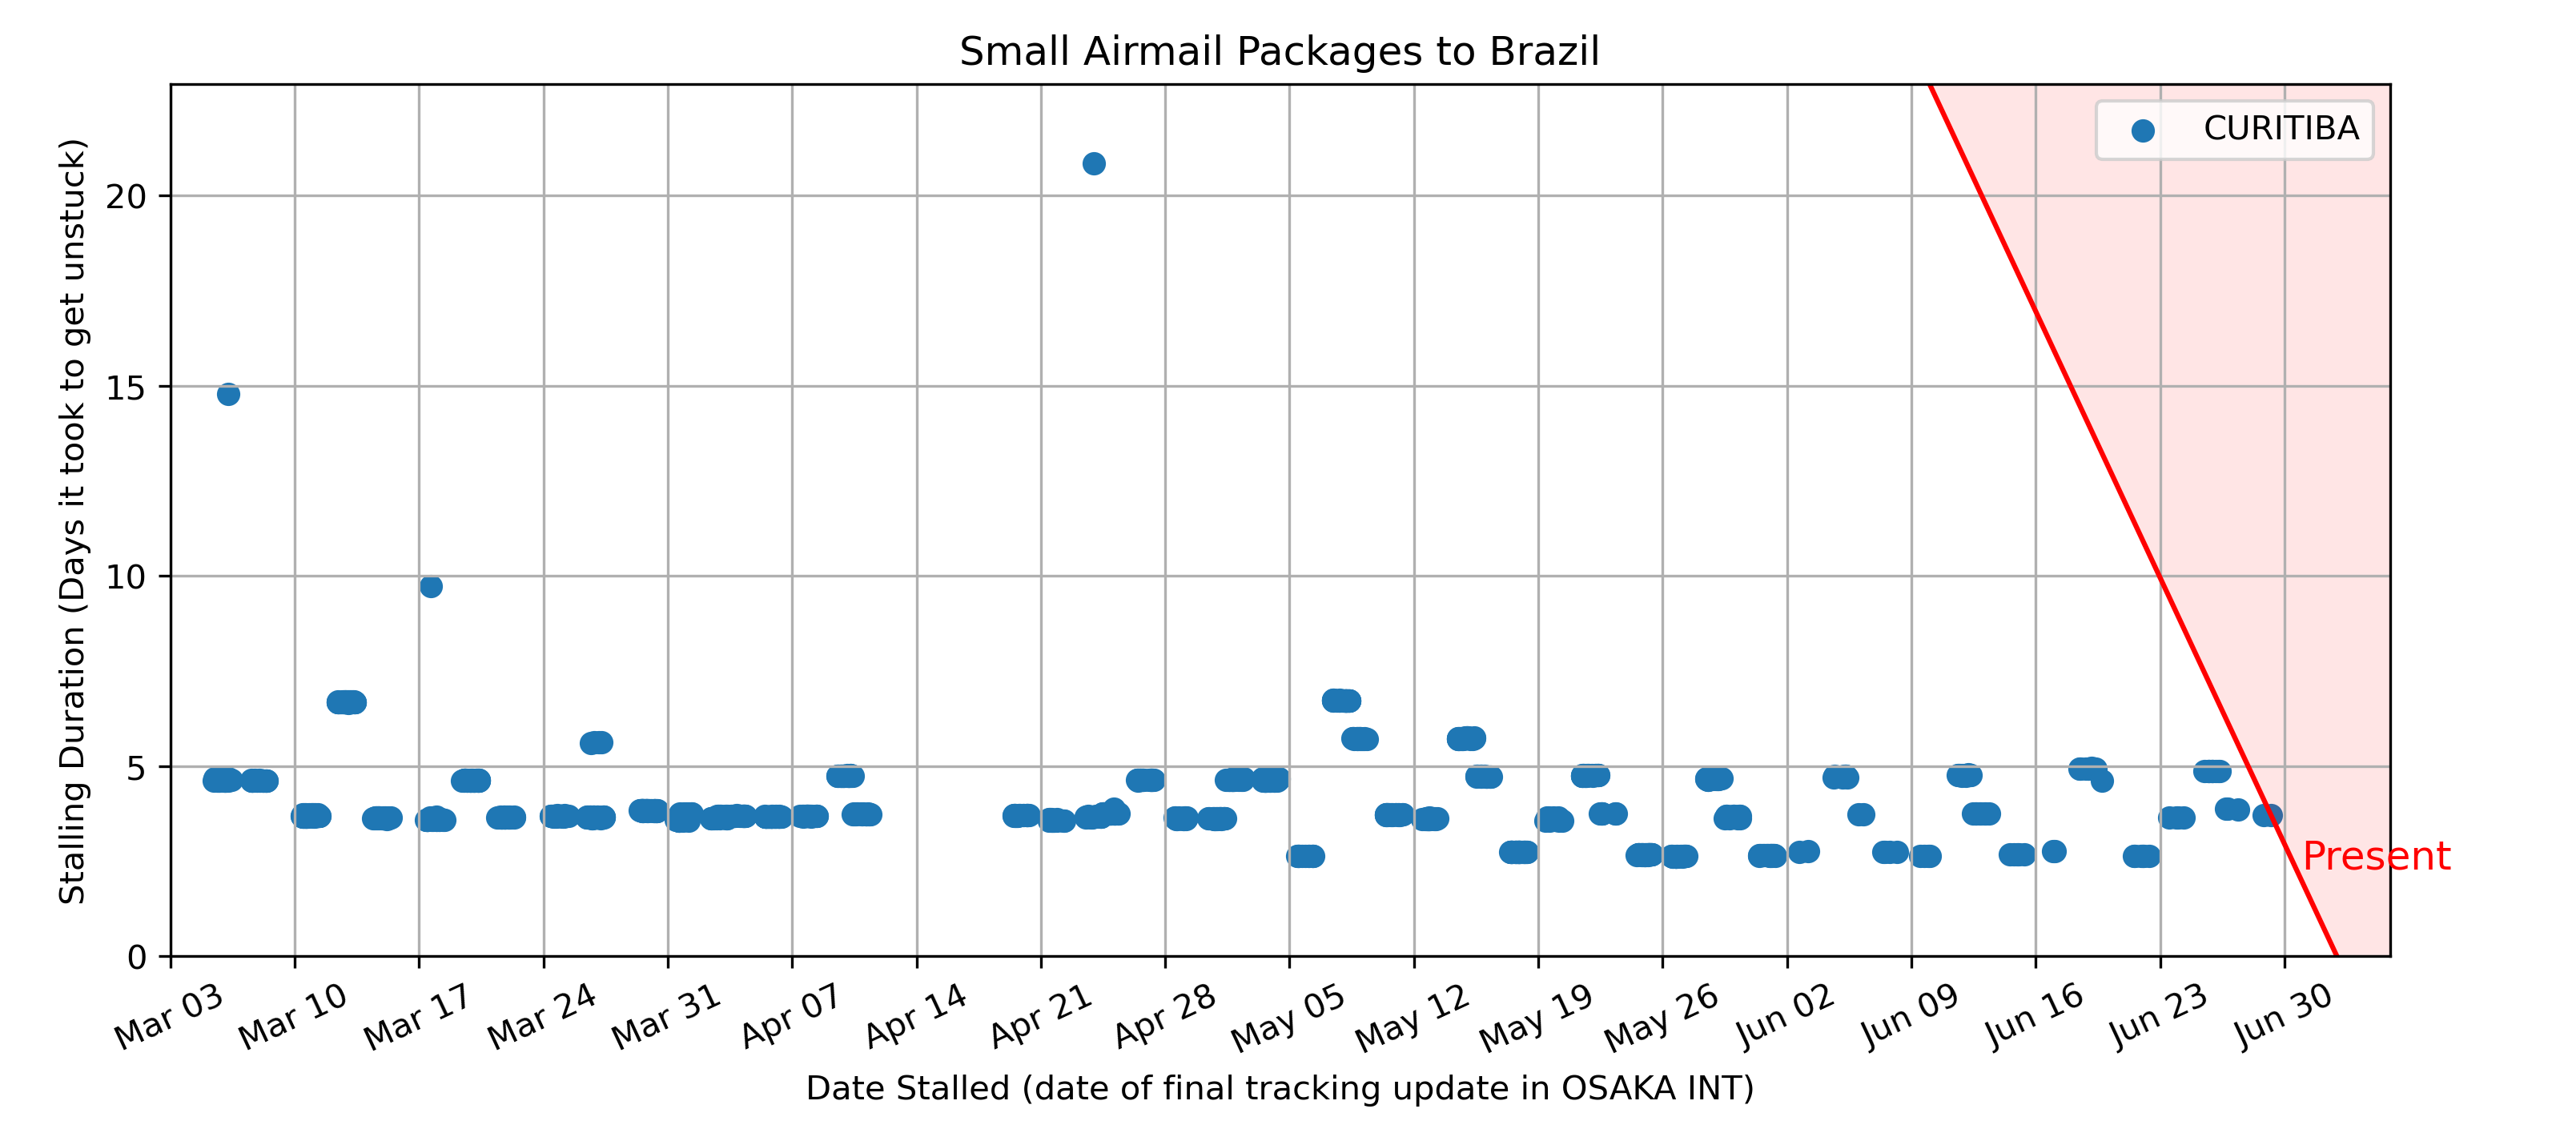 Small Airmail Packages to Brazil
CURITIBA
Stalling Duration (Days it took to get unstuck)
20
15
10
5
0
Present
Mar 03
Mar 10
Mar 17
Mar 24
Mar 31
Apr 07
Apr 14
Apr 21
Apr 28
May 05
May 12
May 19
May 26
Jun 02
Jun 09
Jun 16
Jun 23
Jun 30
Date Stalled (date of final tracking update in OSAKA INT)